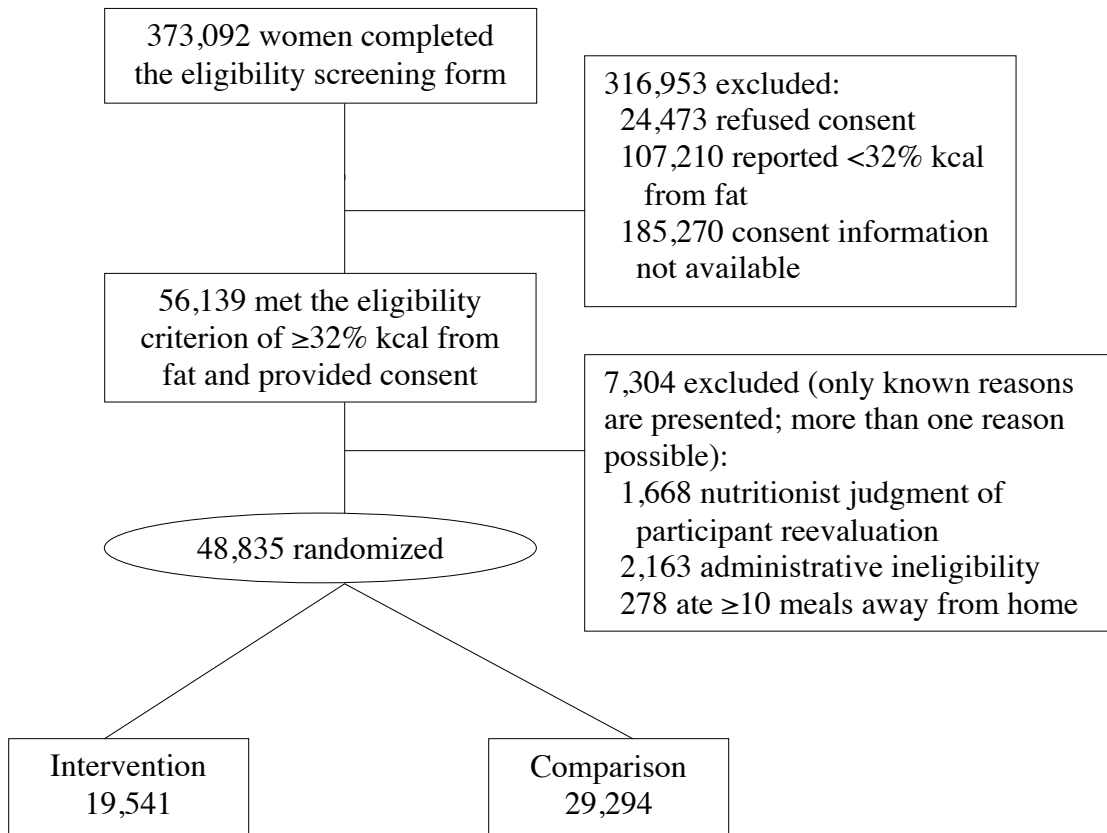 373,092 women completed
the eligibility screening form
316,953 excluded:
24,473 refused consent
107,210 reported <32% kcal
from fat
185,270 consent information
not available
56,139 met the eligibility
criterion of ≥32% kcal from
fat and provided consent
7,304 excluded (only known reasons
are presented; more than one reason
possible):
1,668 nutritionist judgment of
participant reevaluation
2,163 administrative ineligibility
278 ate ≥10 meals away from home
48,835 randomized
Intervention
19,541
Comparison
29,294